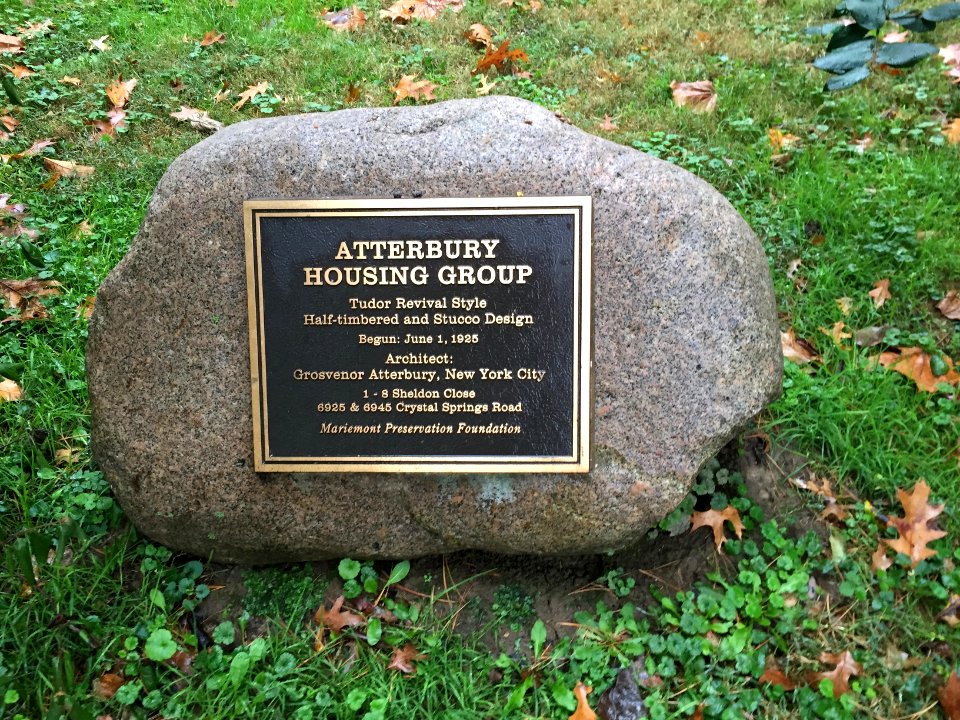 ATTERBURY
HOUSING GROUP
Tudor Revival Style
Half-timbered and Stucco Design
Begun: June 1, 1925
Architect:
Grosvenor Atterbury, New York City
1 - 8 Sheldon Close
6925 & 6945 Crystal Springs Road
Mariemont Preservation Foundation